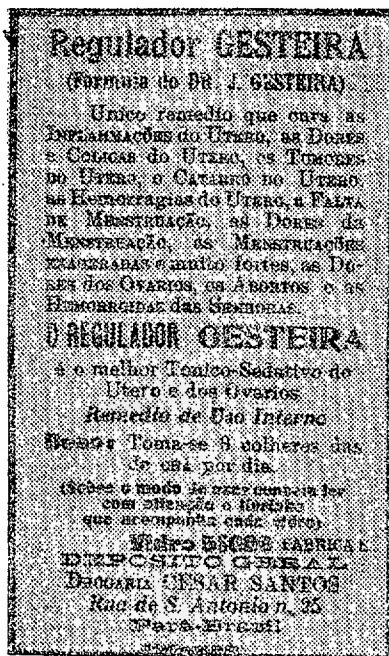 Regulador GESTEIRA
(Formula do DR. J. GESTEIRA)
Unico remedio que cura as
INFLAMMAÇÕES do UTERO, as DORES
e COLICAS do UTERO, os TUMORES
DO UTERO, O CATARRO DO UTERO,
as Hemorragias do UTERO, a FALTA
DE MENSTRUAÇÃO, as DORES da
MENSTRUAÇÃO, as MENSTRUAÇÕES
EXAGERADAS e muito fortes, as DO-
RES dos OVARIOS, os ABORTOS e as
HEMORROIDAS das SENHORAS.
O REGULADOR GESTEIRA
é o melhor Tonico-Sedativo do
Utero e dos Ovarios
Remedio de Uso Interno
Toma-se 3 colheres das
de chá por dia.
(Sobre o modo de usar convem ler
com attenção o
que acompanha cada vidro)
Vidro FABRICA
DEPOSITO GERAL
DROGARIA CESAR SANTOS
Rua de S. Antonio n. 25
Pará-Brazil